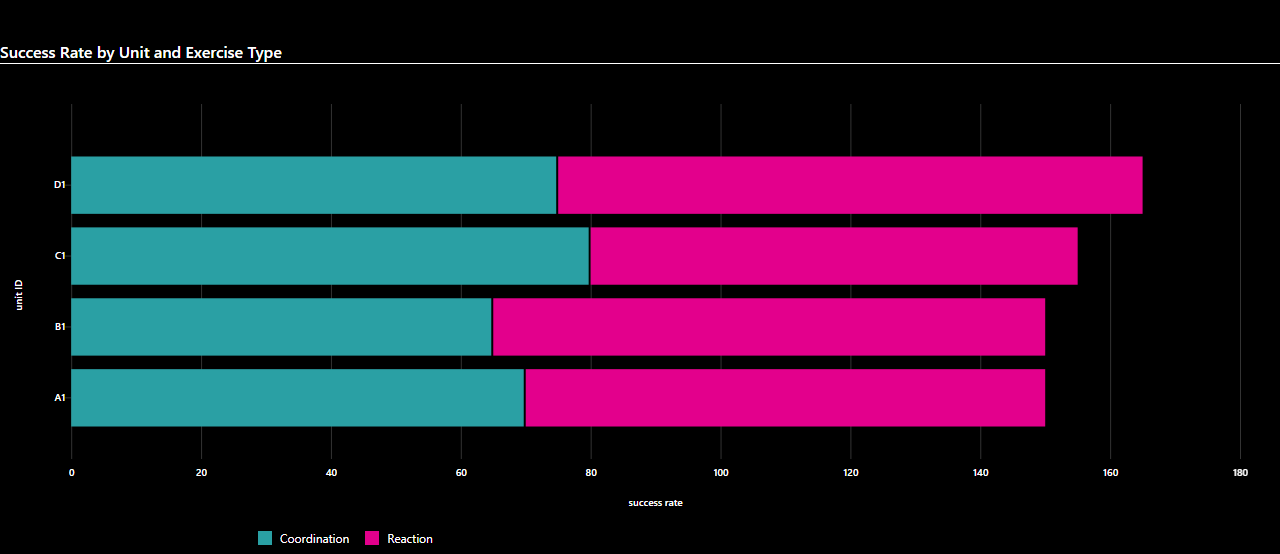 Success Rate by Unit and Exercise Type
D1
C1
B1
A1
unit ID
0 20 40 60 80 100 120 140 160 180
success rate
Coordination Reaction